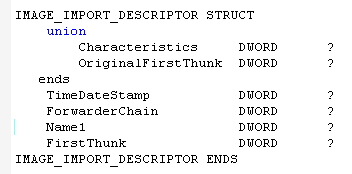 IMAGE_IMPORT_DESCRIPTOR STRUCT
union
Characteristics DWORD ?
OriginalFirstThunk DWORD ?
ends
TimeDateStamp DWORD ?
ForwarderChain DWORD ?
Name1 DWORD ?
FirstThunk DWORD ?
IMAGE_IMPORT_DESCRIPTOR ENDS